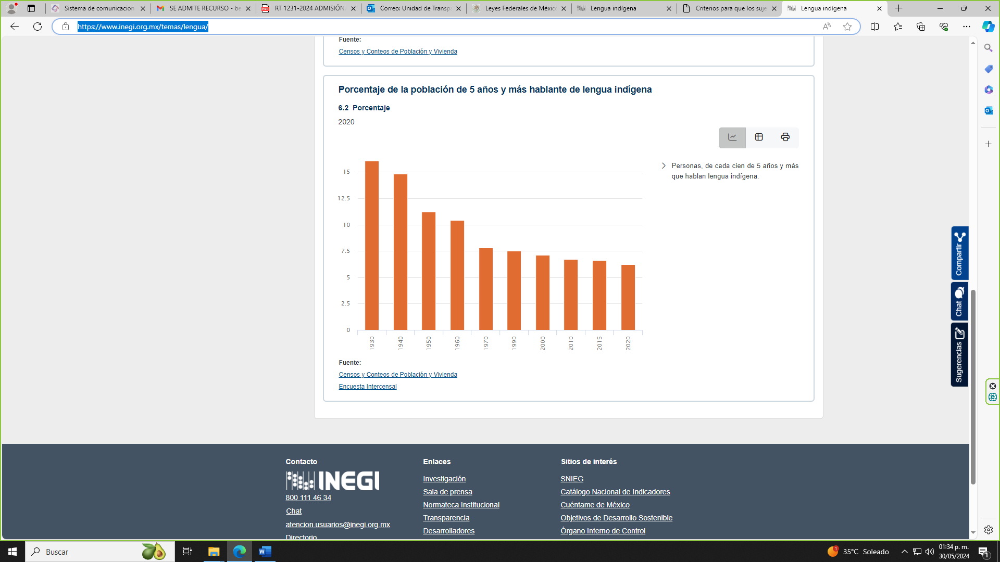 Sistema de comunicacion
SE ADMITE RECURSO - be
RT 1231-2024 ADMISIÓN.
Correo: Unidad de Transpa
Leyes Federales de Méxic
Lengua indígena
Criterios para que los suje
Lengua indígena
https://www.inegi.org.mx/temas/lengua/
Fuente:
Censos y Conteos de Población y Vivienda
Porcentaje de la población de 5 años y más hablante de lengua indígena
6.2 Porcentaje
2020
Personas, de cada cien de 5 años y más
que hablan lengua indígena.
15
12.5
10
7.5
5
2.5
0
1930
1940
1950
1960
1970
1990
2000
2010
2015
2020
Fuente:
Censos y Conteos de Población y Vivienda
Encuesta Intercensal
Compartir
Chat
Sugerencias
Contacto
INEGI
800 111 46 34
Chat
atencion.usuarios@inegi.org.mx
Directorio
Enlaces
Investigación
Sala de prensa
Normateca Institucional
Transparencia
Desarrolladores
Sitios de interés
SNIEG
Catálogo Nacional de Indicadores
Cuéntame de México
Objetivos de Desarrollo Sostenible
Órgano Interno de Control
Buscar
35°C Soleado
01:34 p. m.
30/05/2024